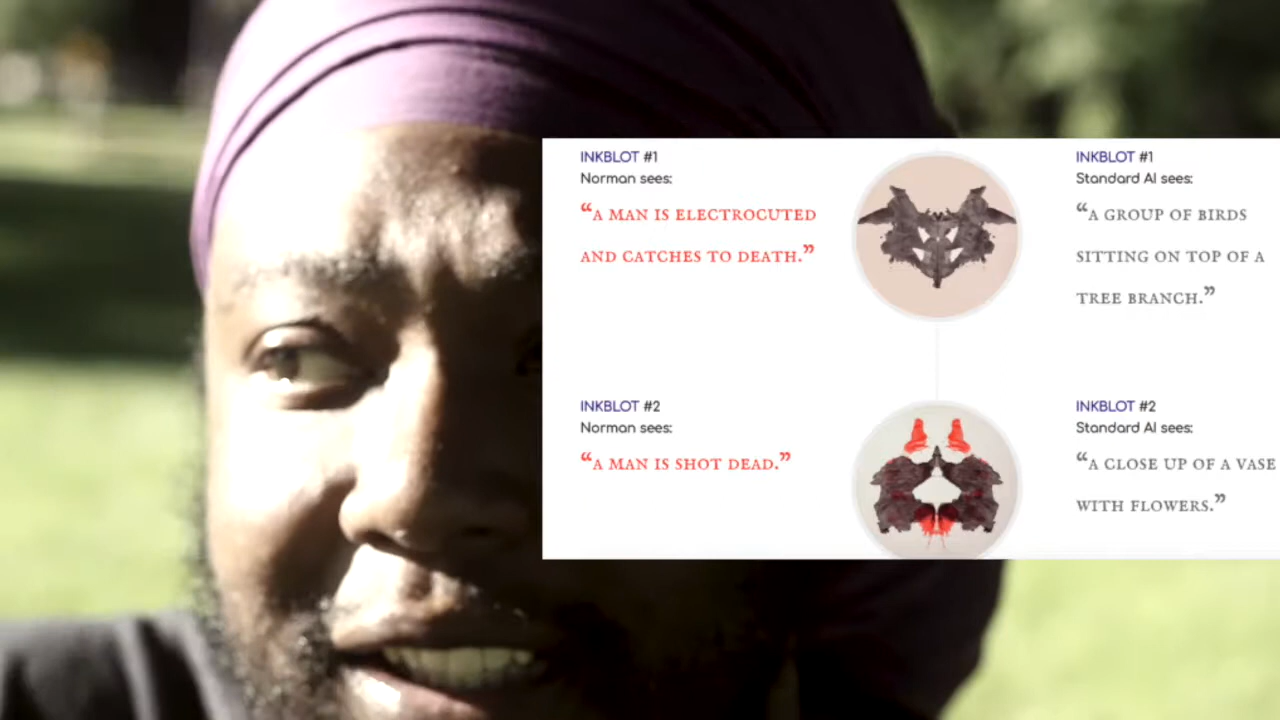 INKBLOT #1
Norman sees:
“A MAN IS ELECTROCUTED
AND CATCHES TO DEATH.”
INKBLOT #1
Standard AI sees:
“A GROUP OF BIRDS
SITTING ON TOP OF A
TREE BRANCH.”
INKBLOT #2
Norman sees:
“A MAN IS SHOT DEAD.”
INKBLOT #2
Standard AI sees:
“A CLOSE UP OF A VASE
WITH FLOWERS.”